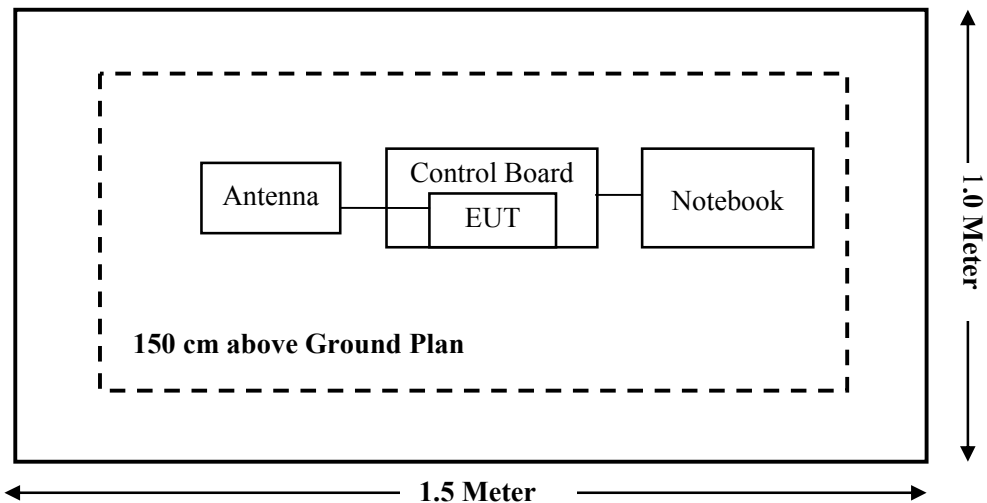 Control Board
Antenna
EUT
Notebook
1.0 Meter
150 cm above Ground Plan
1.5 Meter